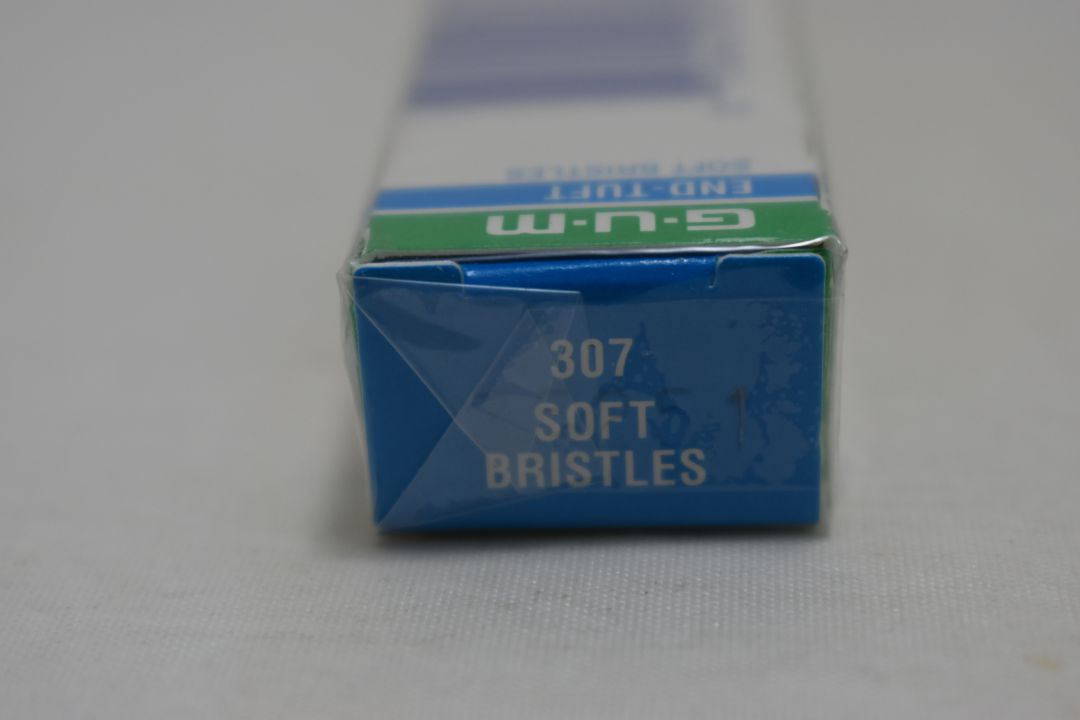 SOFT BRISTLES
END-TUFT
G·U·M
307
SOFT
BRISTLES